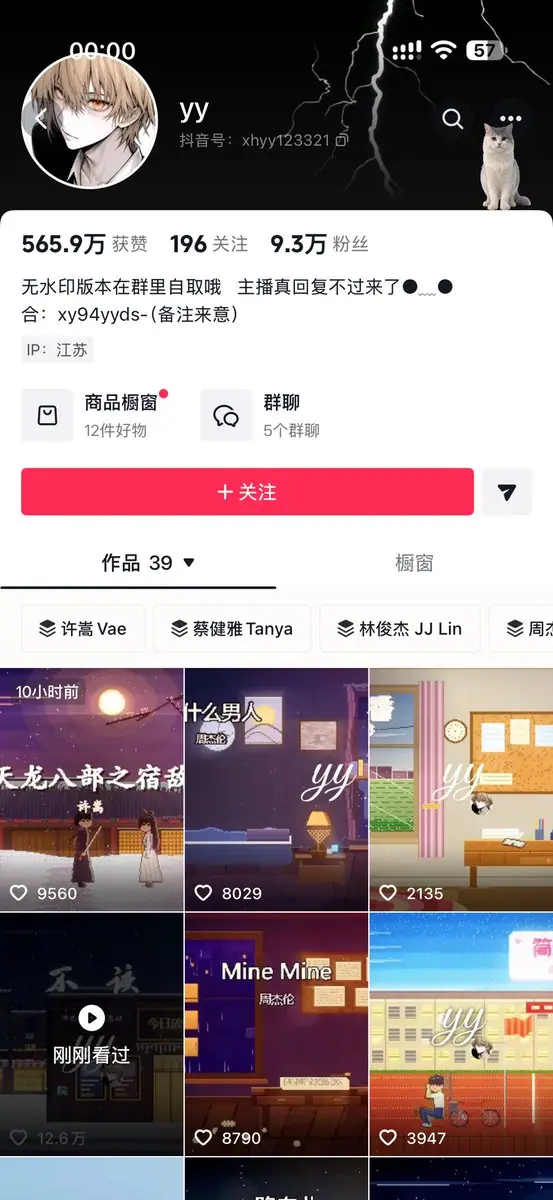 00:00
57
yy
抖音号：xhyy123321
565.9万 获赞 196 关注 9.3万 粉丝
无水印版本在群里自取哦 主播真回复不过来了●﹏●
合：xy94yyds-(备注来意)
IP：江苏
商品橱窗
12件好物
群聊
5个群聊
+ 关注
作品 39 ▼
橱窗
许嵩 Vae
蔡健雅 Tanya
林俊杰 JJ Lin
周杰
10小时前
天龙八部之宿敌
许嵩
9560
什么男人
周杰伦
yy
8029
yy
2135
不该
今日放
刚刚看过
12.6万
Mine Mine
周杰伦
8790
简
yy
3947